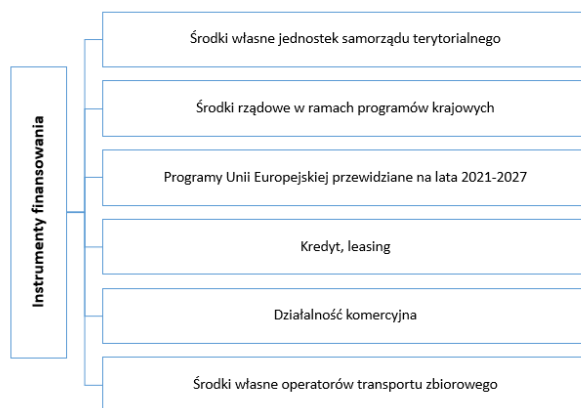 Instrumenty finansowania
Środki własne jednostek samorządu terytorialnego
Środki rządowe w ramach programów krajowych
Programy Unii Europejskiej przewidziane na lata 2021-2027
Kredyt, leasing
Działalność komercyjna
Środki własne operatorów transportu zbiorowego